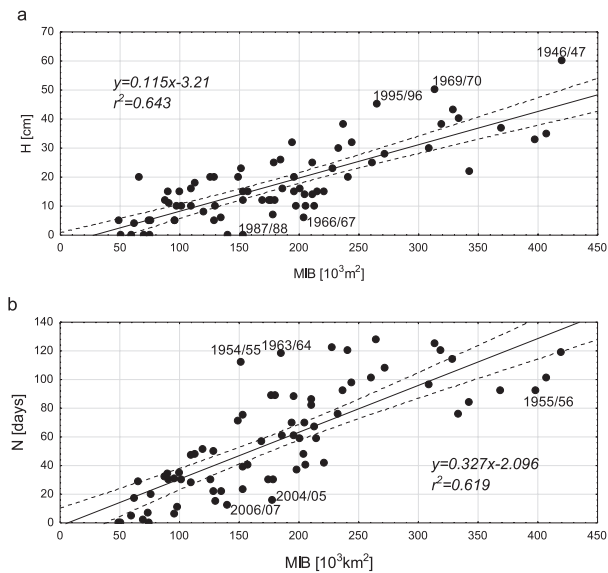 a
70
60
50
40
30
20
10
0
H [cm]
y=0.115x-3.21
r²=0.643
1946/47
1969/70
1995/96
1987/88
1966/67
0 50 100 150 200 250 300 350 400 450
MIB [10³m²]
b
140
120
100
80
60
40
20
0
N [days]
1954/55
1963/64
1955/56
y=0.327x-2.096
r²=0.619
2004/05
2006/07
0 50 100 150 200 250 300 350 400 450
MIB [10³km²]